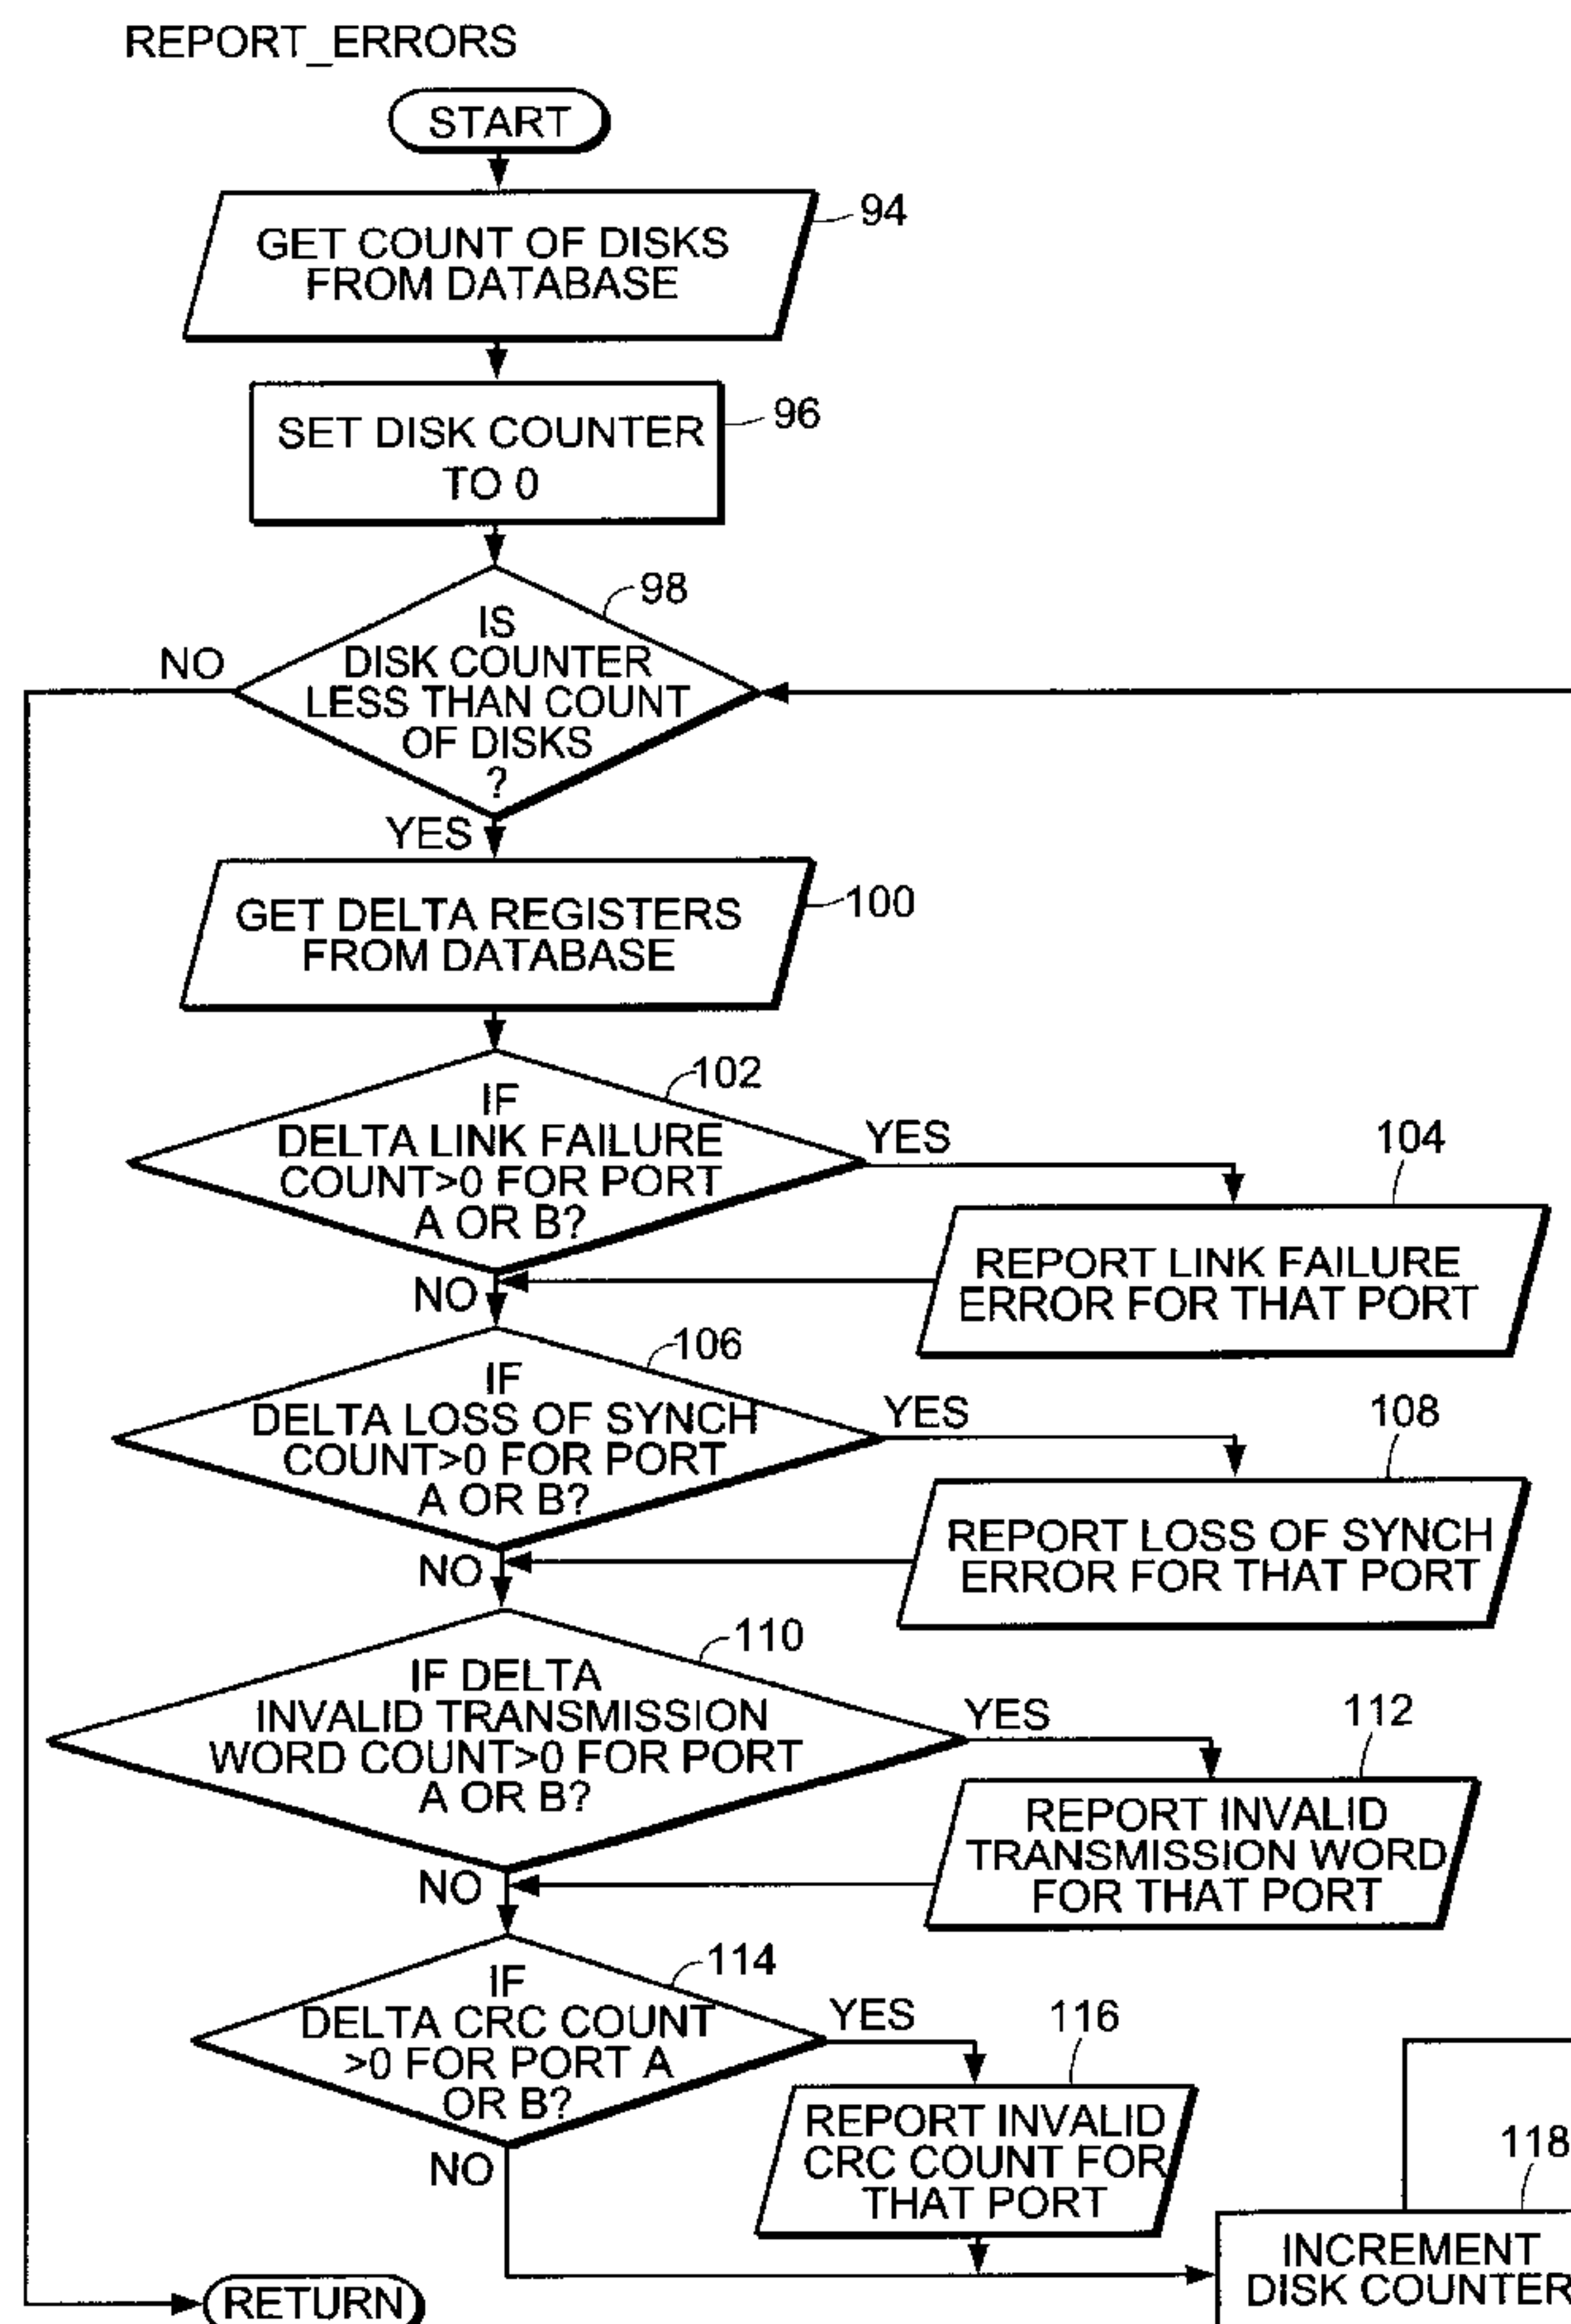 REPORT_ERRORS
START
94
GET COUNT OF DISKS
FROM DATABASE
96
SET DISK COUNTER
TO 0
98
IS
DISK COUNTER
LESS THAN COUNT
OF DISKS
?
NO
YES
100
GET DELTA REGISTERS
FROM DATABASE
102
IF
DELTA LINK FAILURE
COUNT>0 FOR PORT
A OR B?
YES
104
REPORT LINK FAILURE
ERROR FOR THAT PORT
NO
106
IF
DELTA LOSS OF SYNCH
COUNT>0 FOR PORT
A OR B?
YES
108
REPORT LOSS OF SYNCH
ERROR FOR THAT PORT
NO
110
IF DELTA
INVALID TRANSMISSION
WORD COUNT>0 FOR PORT
A OR B?
YES
112
REPORT INVALID
TRANSMISSION WORD
FOR THAT PORT
NO
114
IF
DELTA CRC COUNT
>0 FOR PORT A
OR B?
YES
116
REPORT INVALID
CRC COUNT FOR
THAT PORT
NO
118
INCREMENT
DISK COUNTER
RETURN